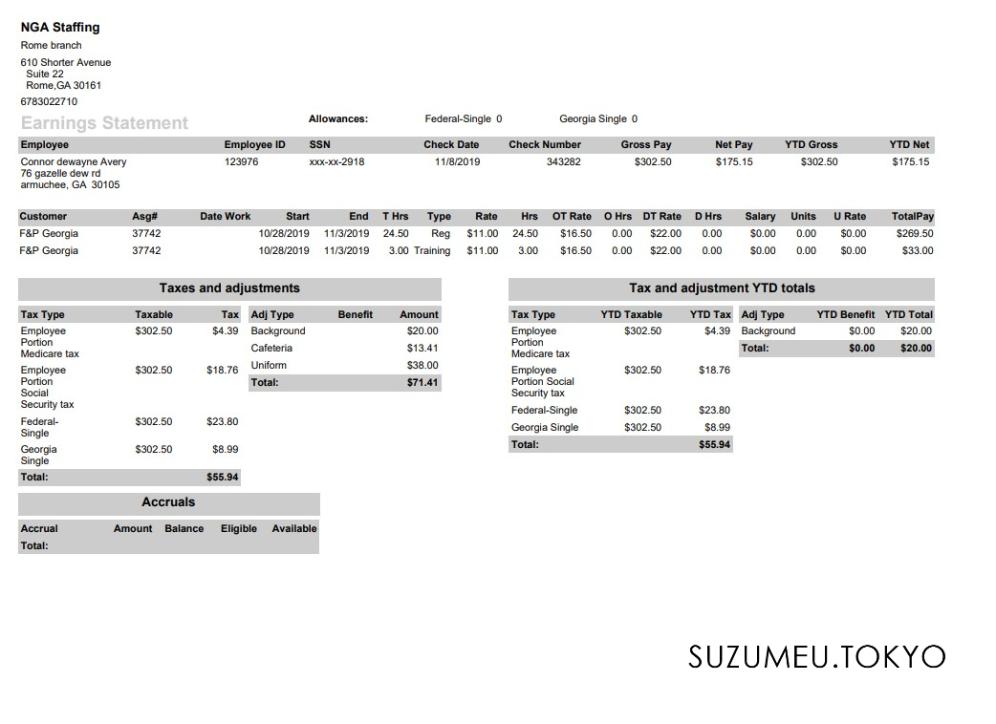 NGA Staffing
Rome branch
610 Shorter Avenue
Suite 22
Rome,GA 30161
6783022710
Earnings Statement Allowances: Federal-Single 0 Georgia Single 0
Employee Employee ID SSN Check Date Check Number Gross Pay Net Pay YTD Gross YTD Net
Connor dewayne Avery 123976 xxx-xx-2918 11/8/2019 343282 $302.50 $175.15 $302.50 $175.15
76 gazelle dew rd
armuchee, GA 30105
Customer Asg# Date Work Start End T Hrs Type Rate Hrs OT Rate O Hrs DT Rate D Hrs Salary Units U Rate TotalPay
F&P Georgia 37742 10/28/2019 11/3/2019 24.50 Reg $11.00 24.50 $16.50 0.00 $22.00 0.00 $0.00 0.00 $0.00 $269.50
F&P Georgia 37742 10/28/2019 11/3/2019 3.00 Training $11.00 3.00 $16.50 0.00 $22.00 0.00 $0.00 0.00 $0.00 $33.00
Taxes and adjustments
Tax Type Taxable Tax
Employee $302.50 $4.39
Portion
Medicare tax
Employee $302.50 $18.76
Portion
Social
Security tax
Federal- $302.50 $23.80
Single
Georgia $302.50 $8.99
Single
Total: $55.94
Adj Type Benefit Amount
Background $20.00
Cafeteria $13.41
Uniform $38.00
Total: $71.41
Tax and adjustment YTD totals
Tax Type YTD Taxable YTD Tax
Employee $302.50 $4.39
Portion
Medicare tax
Employee $302.50 $18.76
Portion Social
Security tax
Federal-Single $302.50 $23.80
Georgia Single $302.50 $8.99
Total: $55.94
Adj Type YTD Benefit YTD Total
Background $0.00 $20.00
Total: $0.00 $20.00
Accruals
Accrual Amount Balance Eligible Available
Total:
SUZUMEU.TOKYO